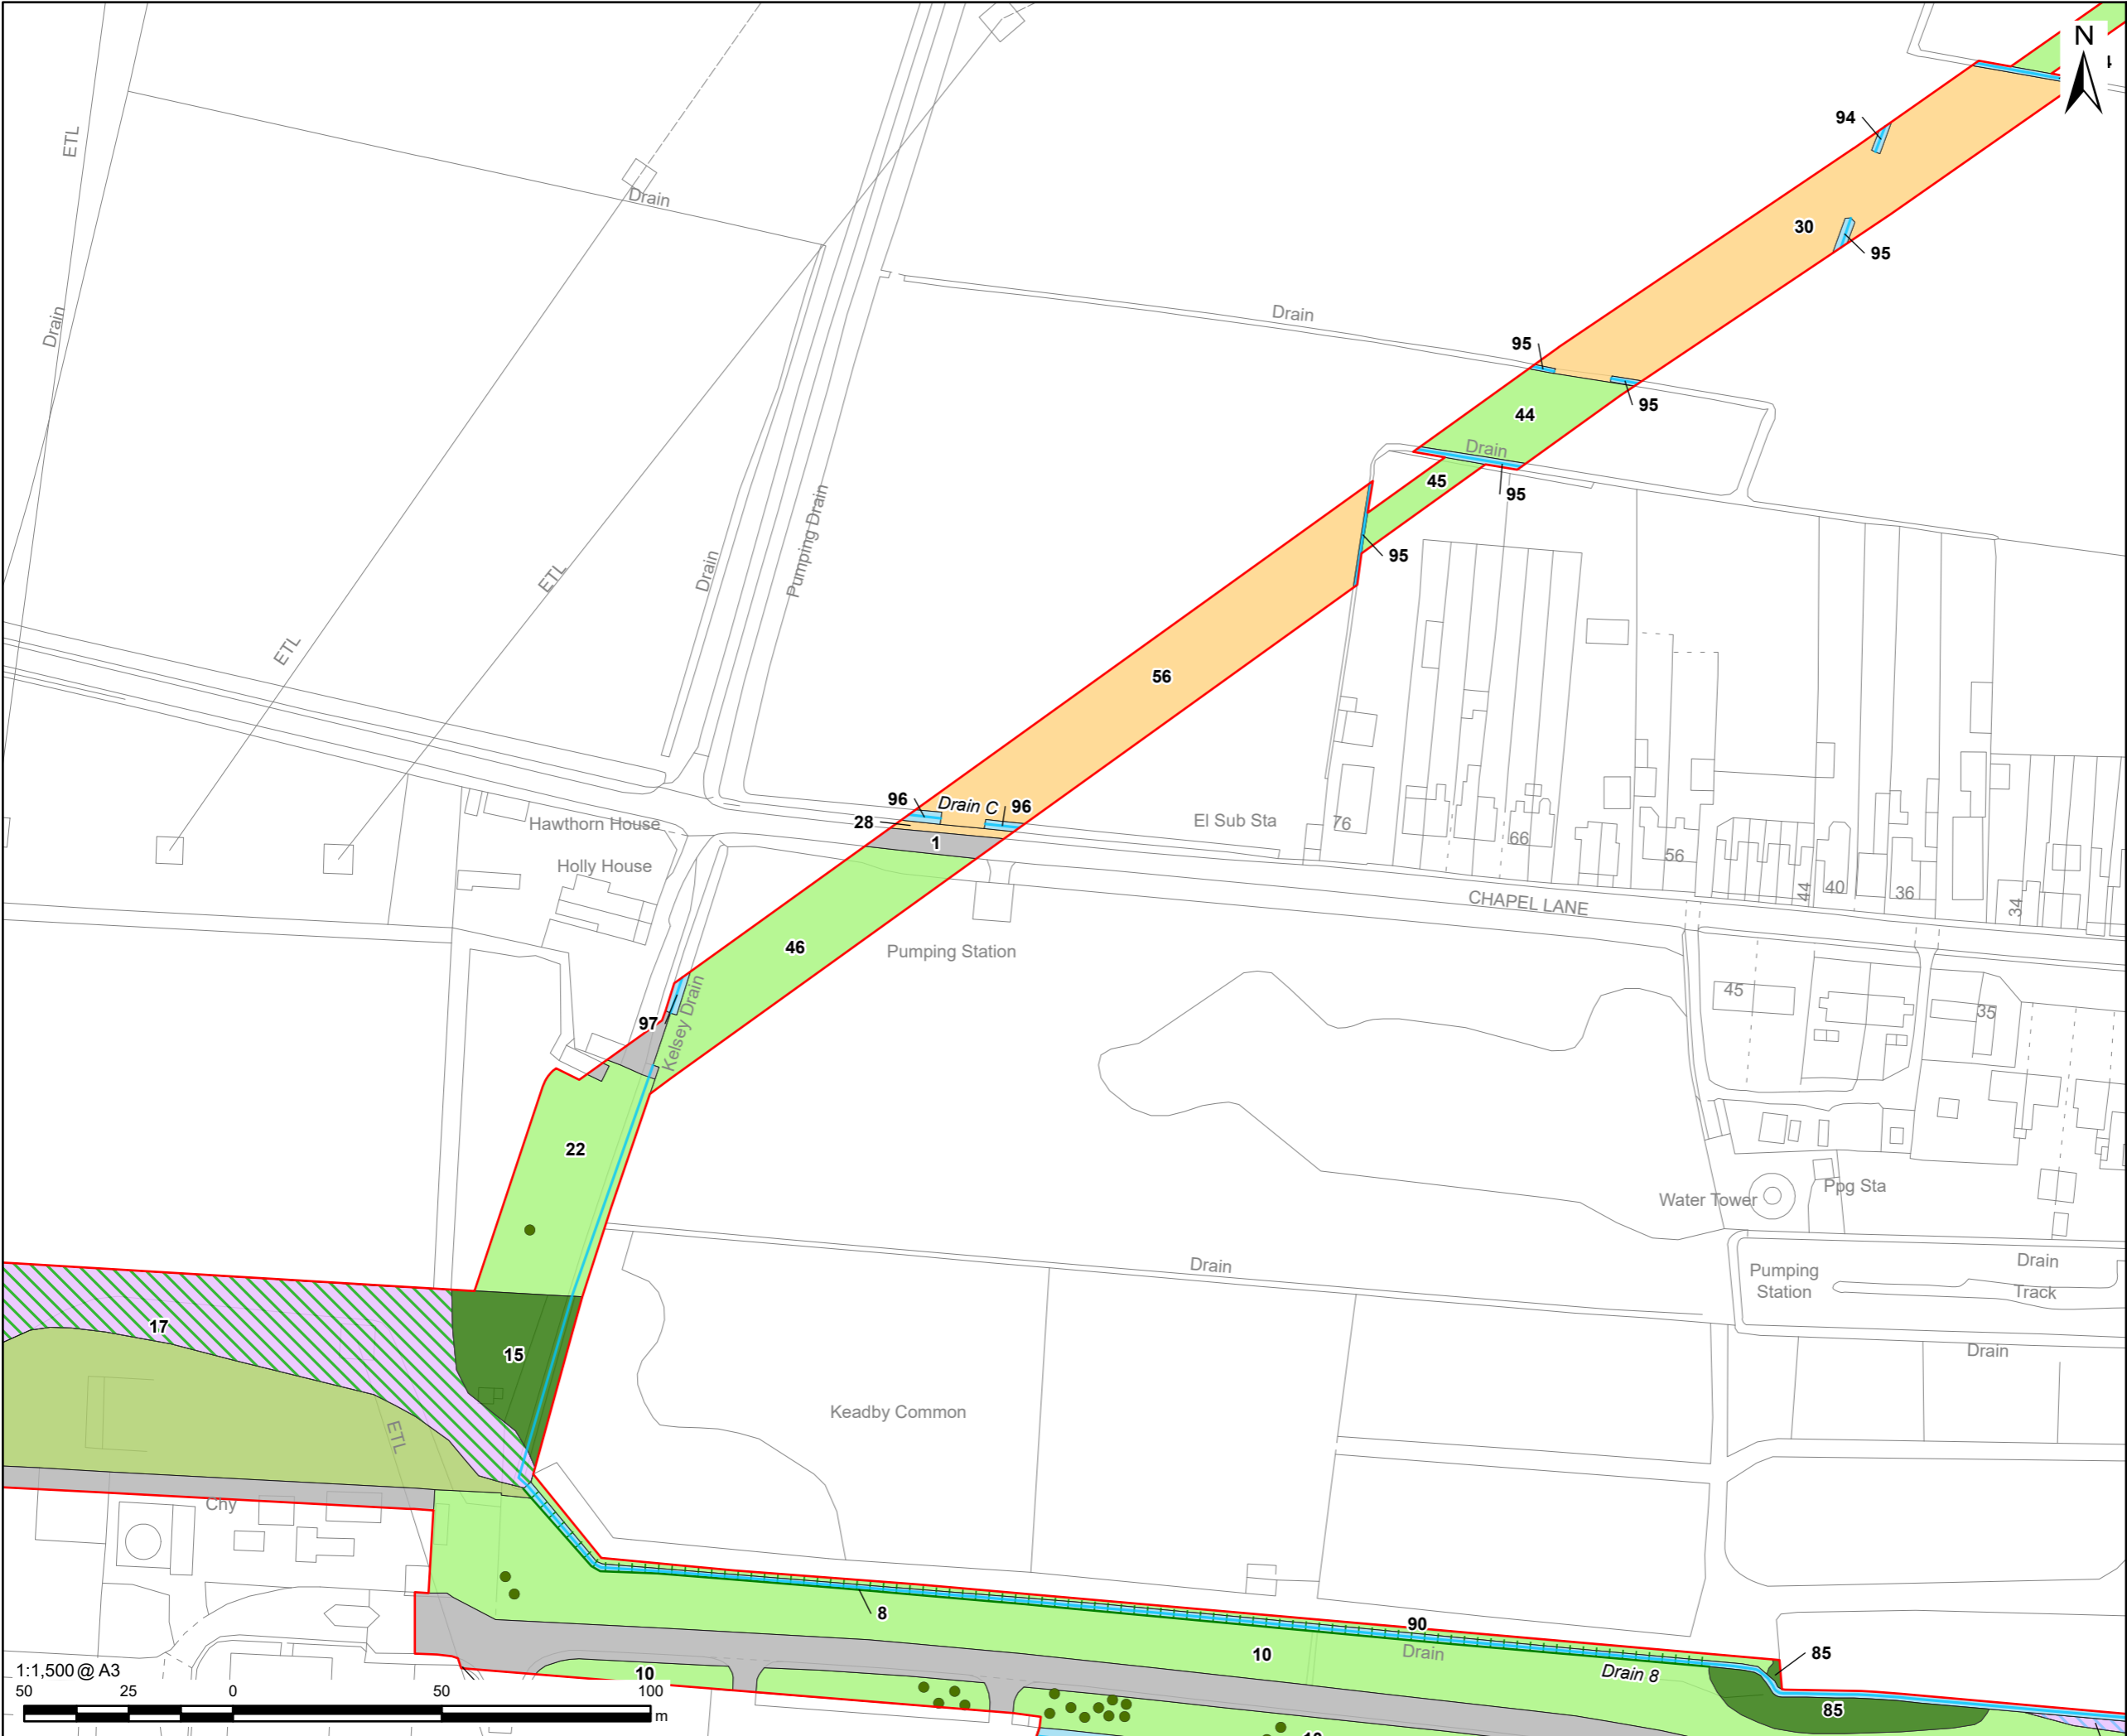 N
4
94
ETL
Drain
30
95
Drain
Drain
95
95
44
Drain
45
95
Pumping Drain
95
Drain
ETL
ETL
56
96
Drain C
96
28
1
El Sub Sta
76
66
56
44
40
36
34
Hawthorn House
Holly House
CHAPEL LANE
46
Pumping Station
45
35
97
Kelsey Drain
22
Water Tower
Ppg Sta
Drain
Pumping
Station
Drain
Track
17
15
Drain
Keadby Common
ETL
Chy
8
90
10
Drain
Drain 8
85
85
10
1:1,500 @ A3
50 25 0 50 100
m